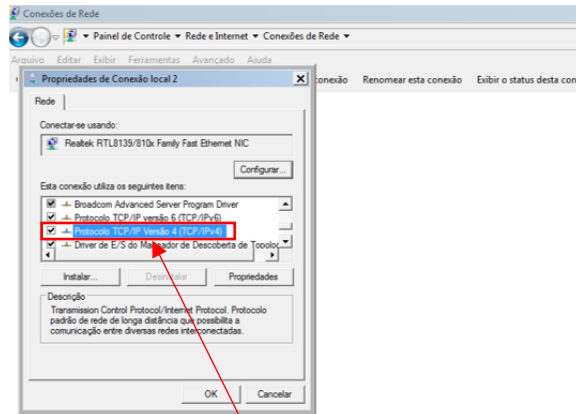 Conexões de Rede
Painel de Controle ▾ Rede e Internet ▾ Conexões de Rede ▾
Arquivo Editar Exibir Ferramentas Avançado Ajuda
conexão Renomear esta conexão Exibir o status desta con
Propriedades de Conexão local 2
Rede
Conectar-se usando:
Realtek RTL8139/810x Family Fast Ethernet NIC
Configurar...
Esta conexão utiliza os seguintes itens:
Broadcom Advanced Server Program Driver
Protocolo TCP/IP versão 6 (TCP/IPv6)
Protocolo TCP/IP Versão 4 (TCP/IPv4)
Driver de E/S do Mapeador de Descoberta de Topoloc
Instalar... Desinstalar Propriedades
Descrição
Transmission Control Protocol/Internet Protocol. Protocolo
padrão de rede de longa distância que possibilita a
comunicação entre diversas redes interconectadas.
OK Cancelar